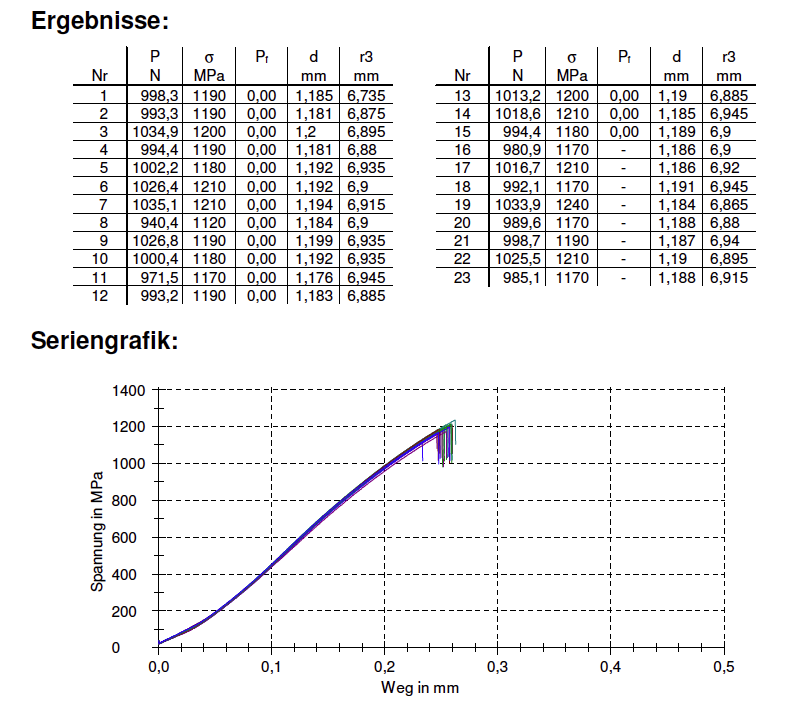 Ergebnisse:
P σ Pf d r3
Nr N MPa mm mm
1 998,3 1190 0,00 1,185 6,735
2 993,3 1190 0,00 1,181 6,875
3 1034,9 1200 0,00 1,2 6,895
4 994,4 1190 0,00 1,181 6,88
5 1002,2 1180 0,00 1,192 6,935
6 1026,4 1210 0,00 1,192 6,9
7 1035,1 1210 0,00 1,194 6,915
8 940,4 1120 0,00 1,184 6,9
9 1026,8 1190 0,00 1,199 6,935
10 1000,4 1180 0,00 1,192 6,935
11 971,5 1170 0,00 1,176 6,945
12 993,2 1190 0,00 1,183 6,885
P σ Pf d r3
Nr N MPa mm mm
13 1013,2 1200 0,00 1,19 6,885
14 1018,6 1210 0,00 1,185 6,945
15 994,4 1180 0,00 1,189 6,9
16 980,9 1170 - 1,186 6,9
17 1016,7 1210 - 1,186 6,92
18 992,1 1170 - 1,191 6,945
19 1033,9 1240 - 1,184 6,865
20 989,6 1170 - 1,188 6,88
21 998,7 1190 - 1,187 6,94
22 1025,5 1210 - 1,19 6,895
23 985,1 1170 - 1,188 6,915
Seriengrafik:
1400
1200
1000
800
600
400
200
0
Spannung in MPa
0,0 0,1 0,2 0,3 0,4 0,5
Weg in mm